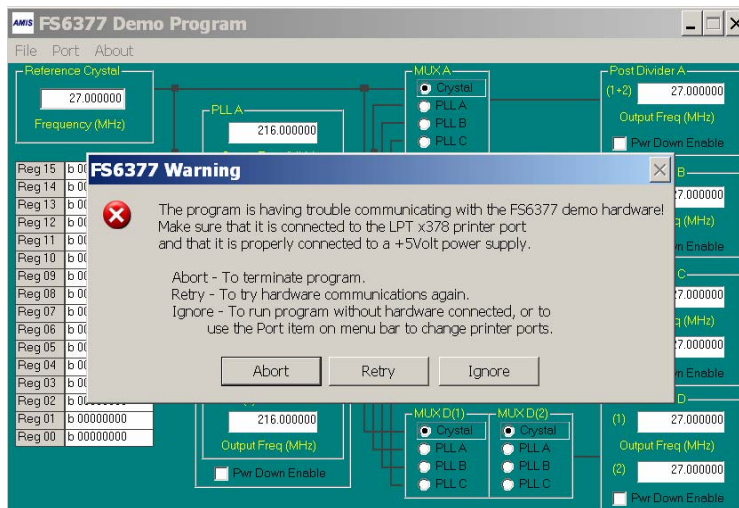 AMIS FS6377 Demo Program
File Port About
Reference Crystal
27.000000
Frequency (MHz)
PLL A
216.000000
MUX A
Crystal
PLL A
PLL B
PLL C
Post Divider A
(1+2) 27.000000
Output Freq (MHz)
Pwr Down Enable
FS6377 Warning
The program is having trouble communicating with the FS6377 demo hardware!
Make sure that it is connected to the LPT x378 printer port
and that it is properly connected to a +5Volt power supply.
Abort - To terminate program.
Retry - To try hardware communications again.
Ignore - To run program without hardware connected, or to
use the Port item on menu bar to change printer ports.
Abort Retry Ignore
Reg 15
Reg 14
Reg 13
Reg 12
Reg 11
Reg 10
Reg 09
Reg 08
Reg 07
Reg 06
Reg 05
Reg 04
Reg 03
Reg 02
Reg 01 b 00000000
Reg 00 b 00000000
216.000000
Output Freq (MHz)
Pwr Down Enable
MUX D(1)
Crystal
PLL A
PLL B
PLL C
MUX D(2)
Crystal
PLL A
PLL B
PLL C
B
Enable
C
(MHz)
Enable
D
(1) 27.000000
Output Freq (MHz)
(2) 27.000000
Pwr Down Enable